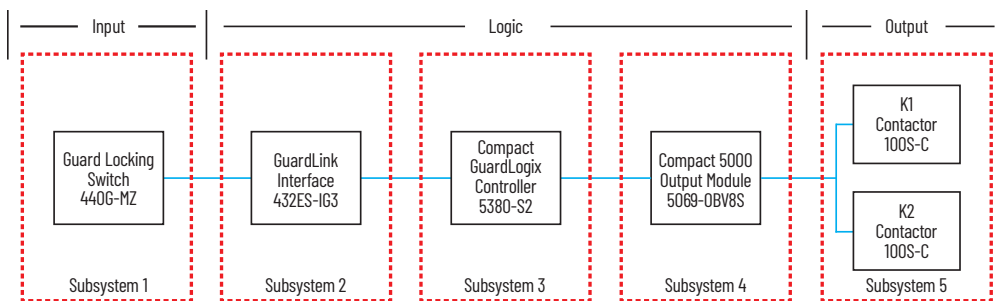 Input
Logic
Output
Guard Locking
Switch
440G-MZ
GuardLink
Interface
432ES-IG3
Compact
GuardLogix
Controller
5380-S2
Compact 5000
Output Module
5069-OBV8S
K1
Contactor
100S-C
K2
Contactor
100S-C
Subsystem 1
Subsystem 2
Subsystem 3
Subsystem 4
Subsystem 5